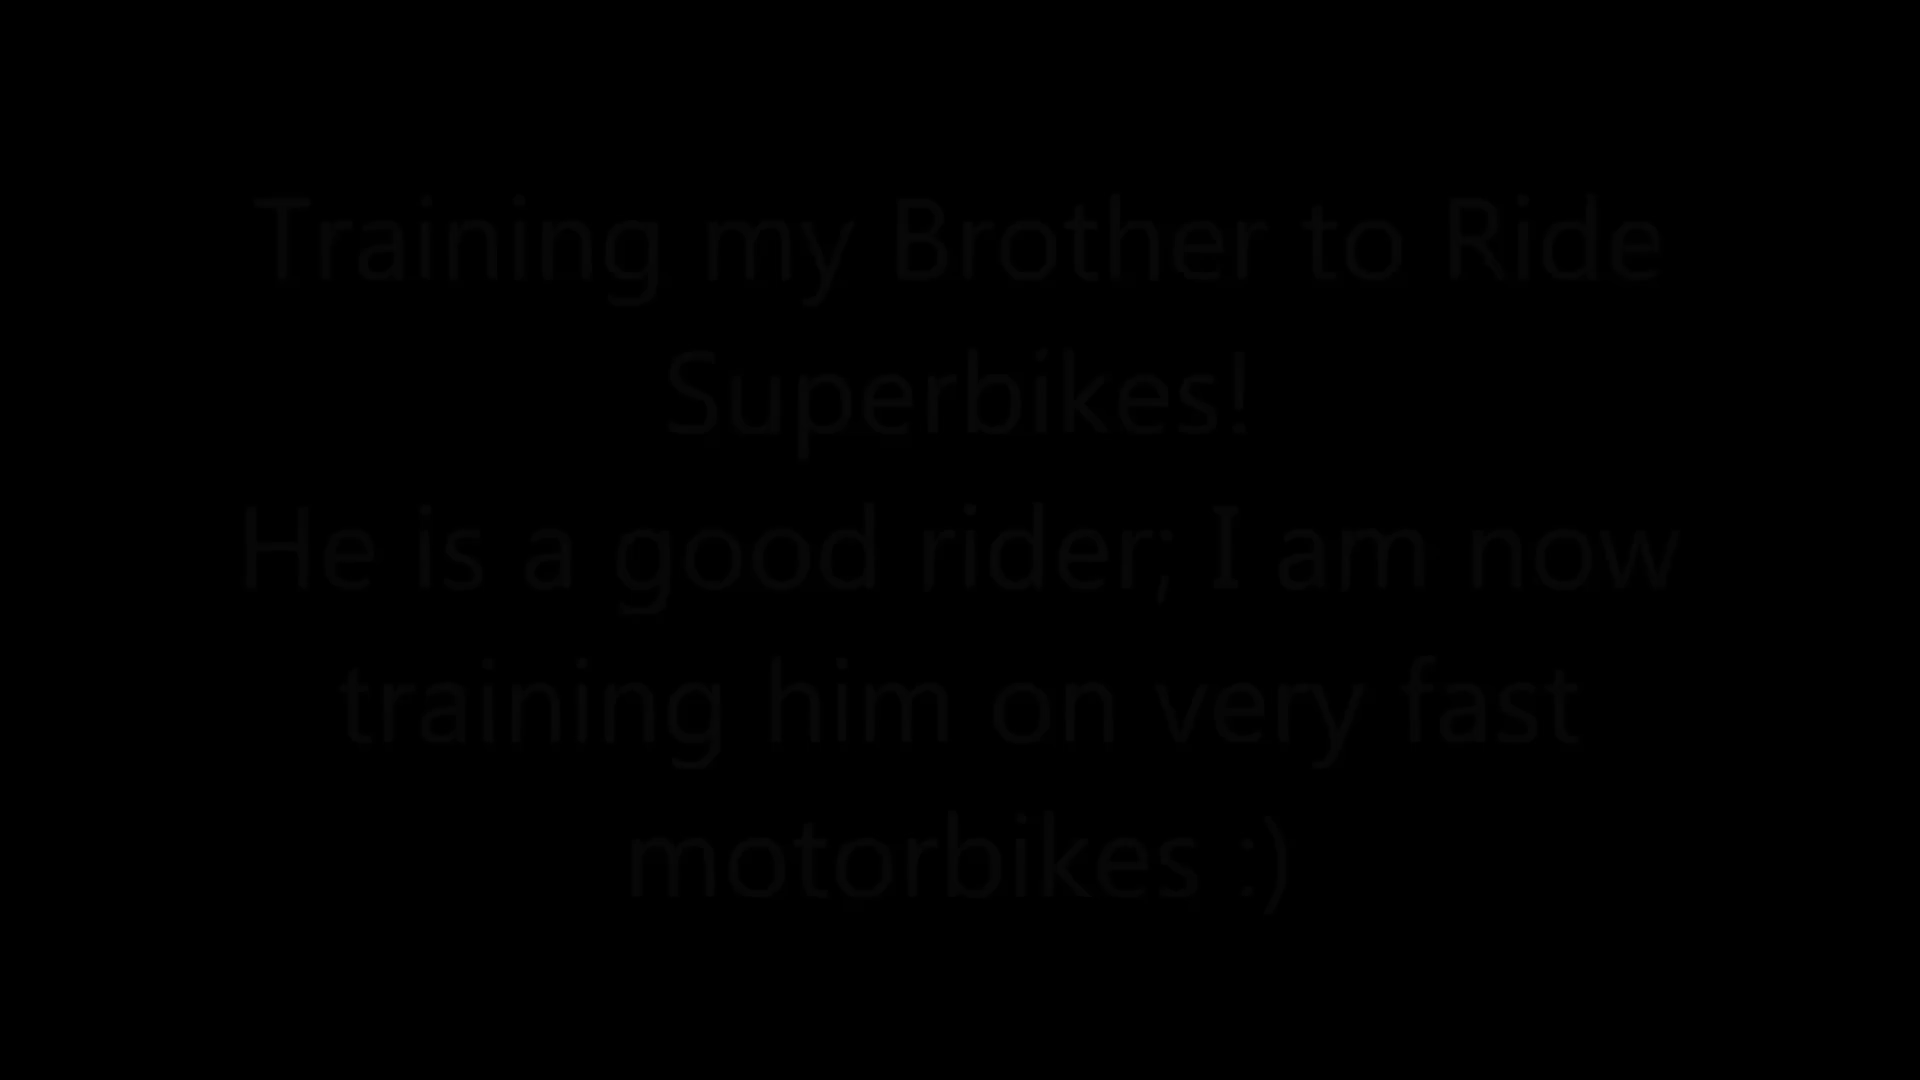 Training my Brother to Ride
Superbikes!
He is a good rider; I am now
training him on very fast
motorbikes :)